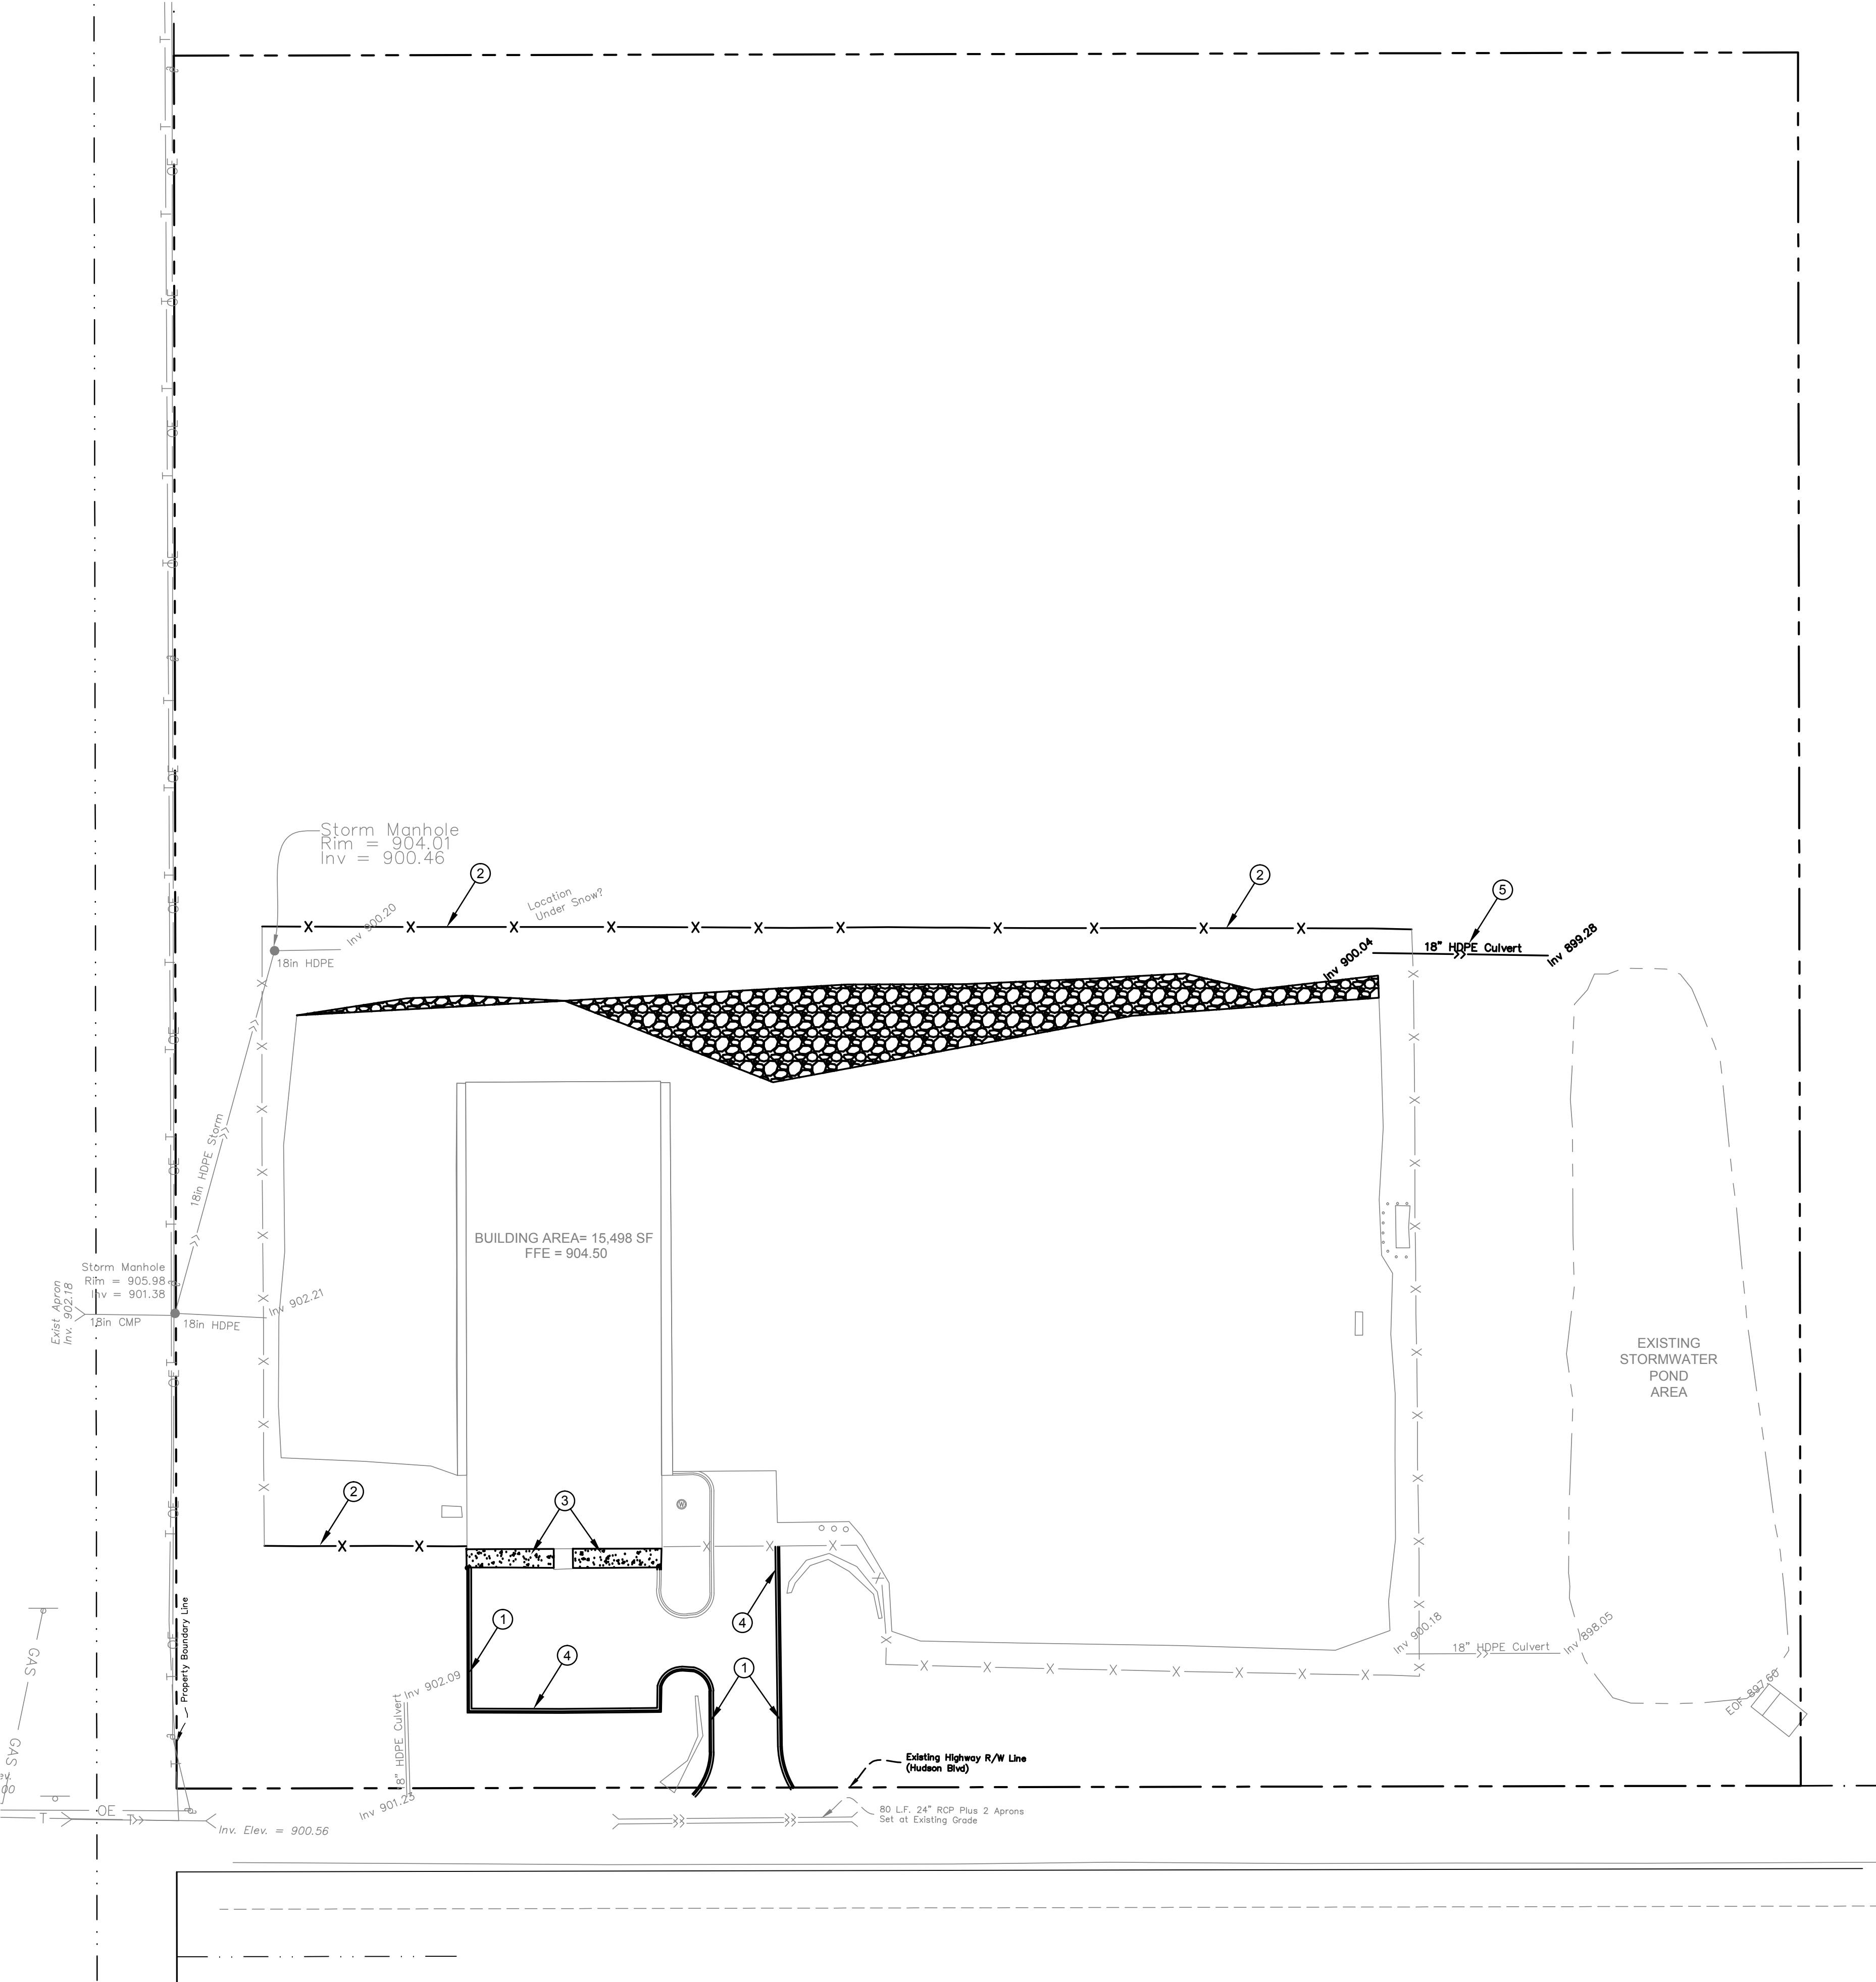 Storm Manhole
Rim = 904.01
Inv = 900.46
2
Location
Under Snow?
2
5
Inv 900.20
18in HDPE
Inv 900.04
18" HDPE Culvert
Inv 899.28
18in HDPE Storm
BUILDING AREA= 15,498 SF
FFE = 904.50
Storm Manhole
Rim = 905.98
Inv = 901.38
Exist Apron
Inv. 902.18
18in CMP
18in HDPE
Inv 902.21
EXISTING
STORMWATER
POND
AREA
2
3
W
Property Boundary Line
1
4
4
1
Inv 900.18
18" HDPE Culvert
Inv 898.05
EOF 897.60
Inv 902.09
18" HDPE Culvert
Inv 901.23
GAS
GAS
OE
T
T
Inv. Elev. = 900.56
Existing Highway R/W Line
(Hudson Blvd)
80 L.F. 24" RCP Plus 2 Aprons
Set at Existing Grade